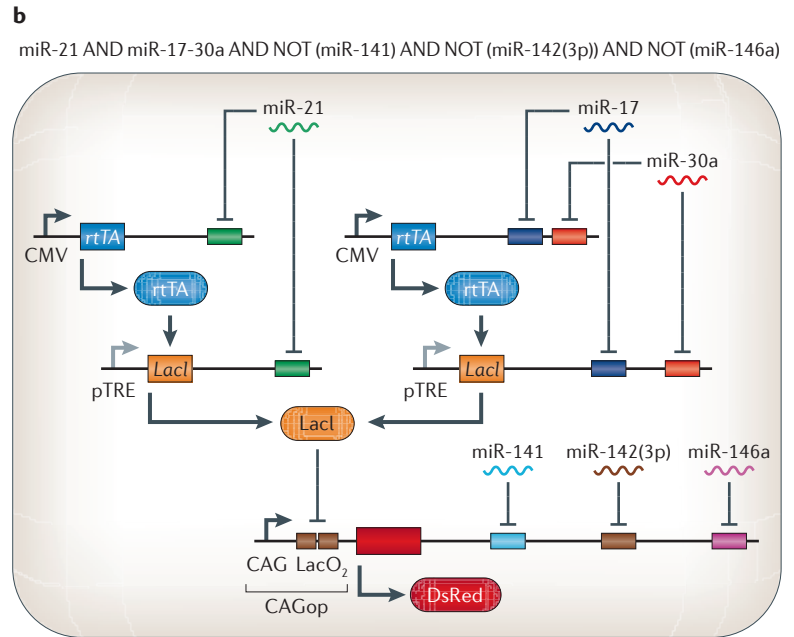 b
miR-21 AND miR-17-30a AND NOT (miR-141) AND NOT (miR-142(3p)) AND NOT (miR-146a)
miR-21
miR-17
miR-30a
rtTA
rtTA
CMV
CMV
rtTA
rtTA
LacI
LacI
pTRE
pTRE
LacI
miR-141
miR-142(3p)
miR-146a
CAG LacO2
CAGop
DsRed